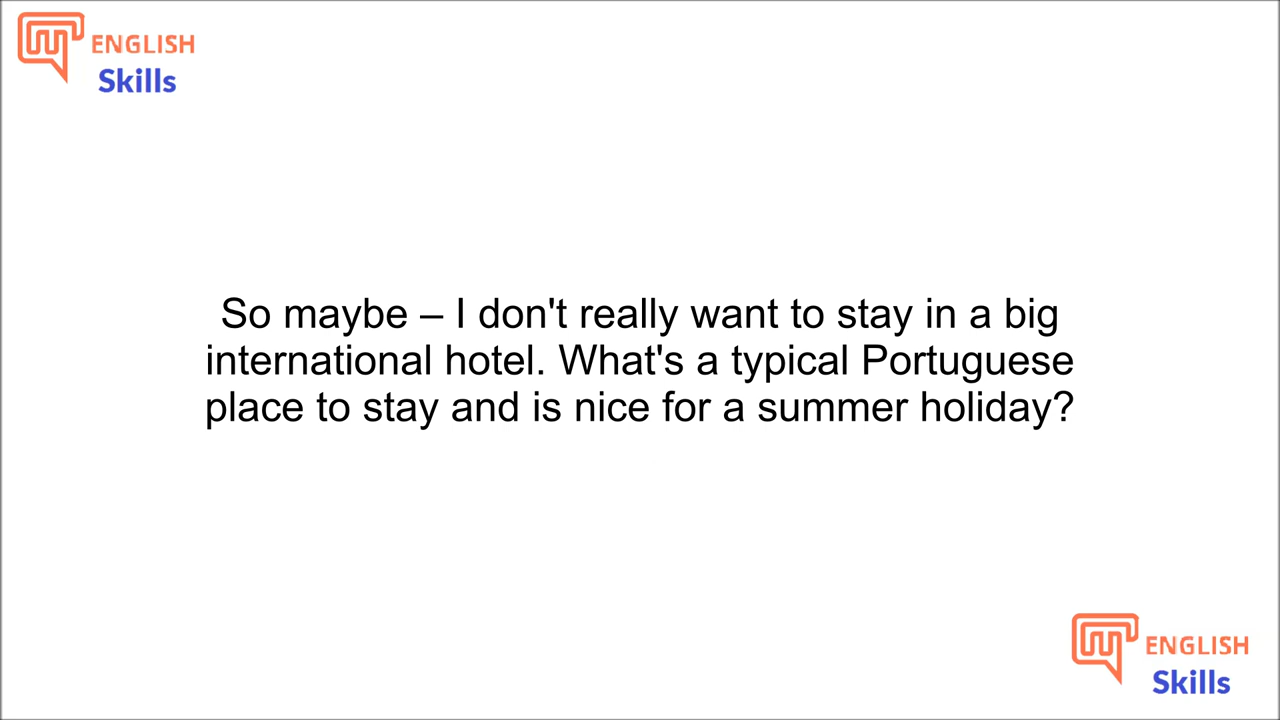 ENGLISH
Skills
So maybe – I don't really want to stay in a big
international hotel. What's a typical Portuguese
place to stay and is nice for a summer holiday?
ENGLISH
Skills